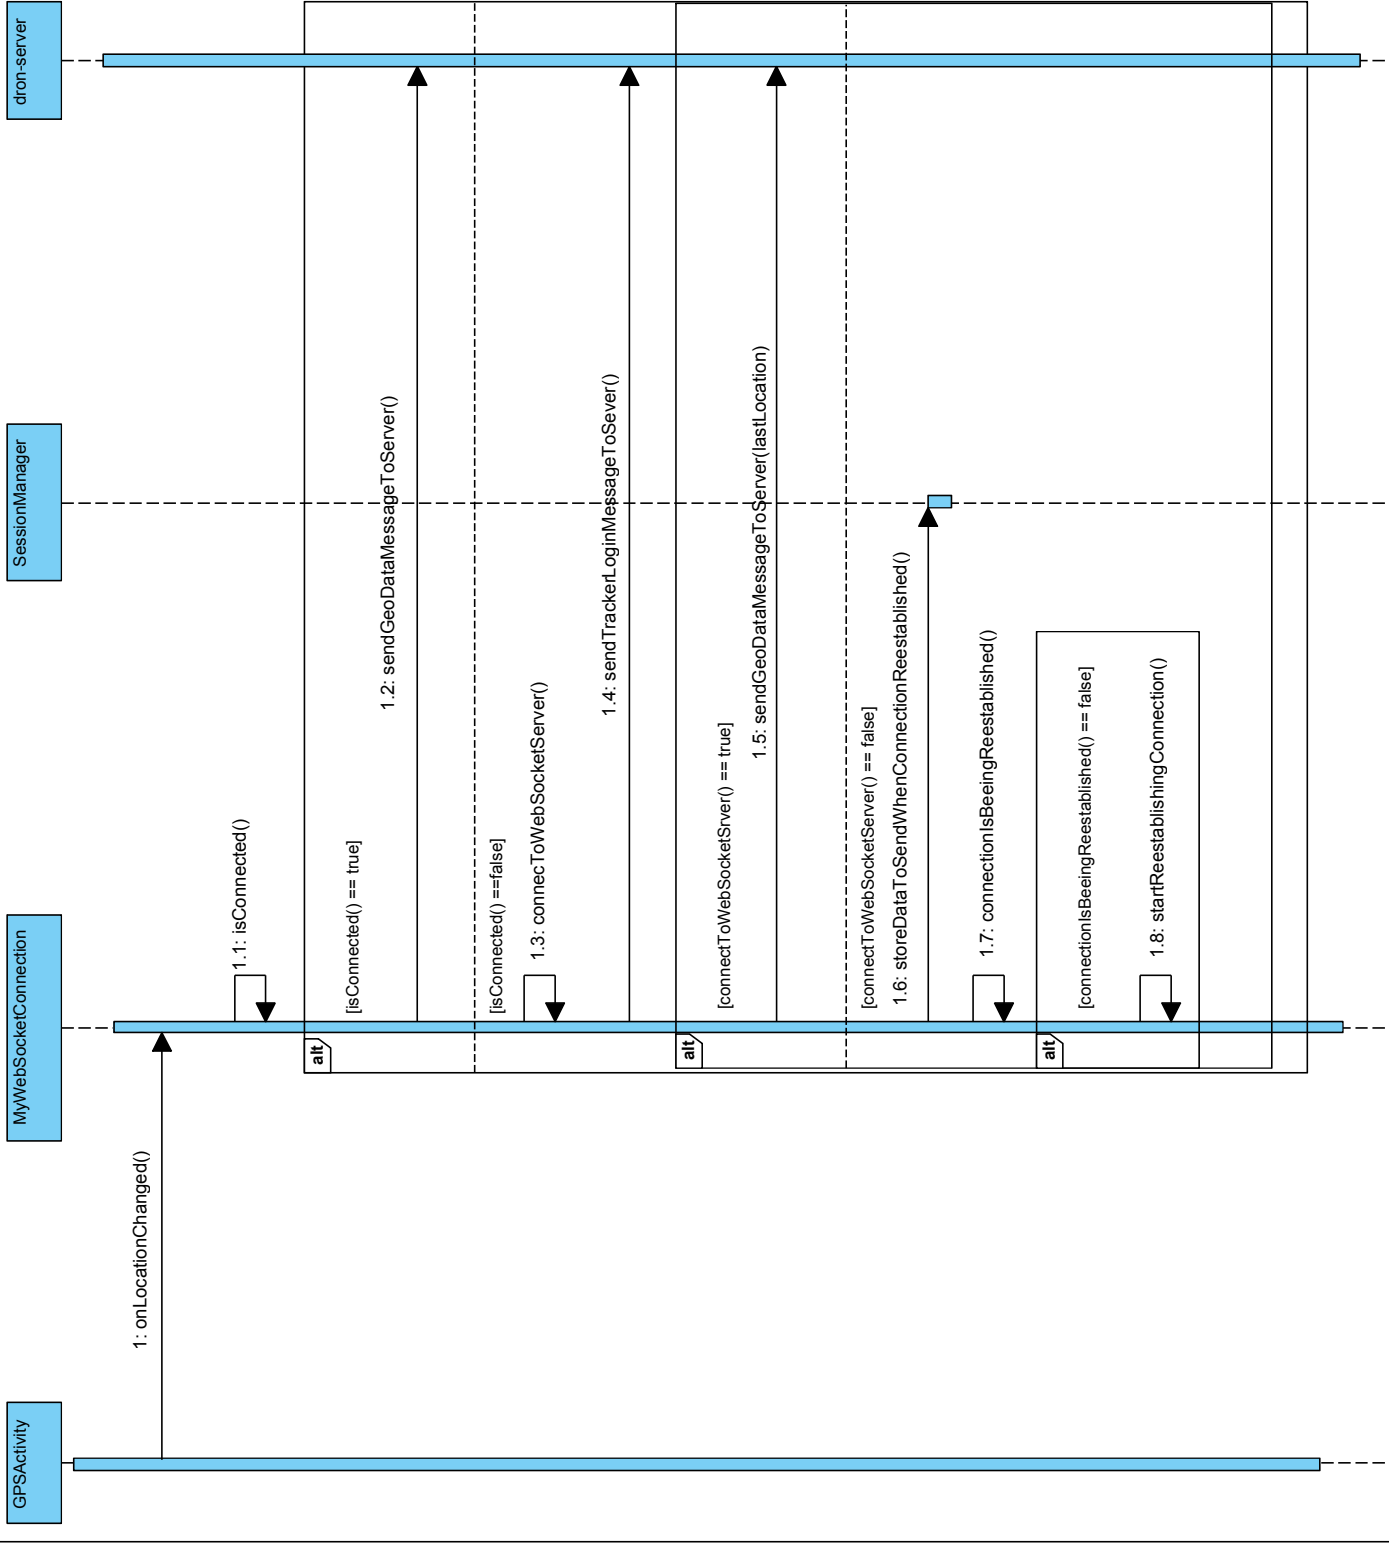 GPSActivity
MyWebSocketConnection
SessionManager
dron-server
1: onLocationChanged()
1.1: isConnected()
alt
[isConnected() == true]
1.2: sendGeoDataMessageToServer()
[isConnected() ==false]
1.3: connecToWebSocketServer()
1.4: sendTrackerLoginMessageToSever()
alt
[connectToWebSocketSrver() == true]
1.5: sendGeoDataMessageToServer(lastLocation)
[connectToWebSocketServer() == false]
1.6: storeDataToSendWhenConnectionReestablished()
1.7: connectionIsBeeingReestablished()
alt
[connectionIsBeeingReestablished() == false]
1.8: startReestablishingConnection()